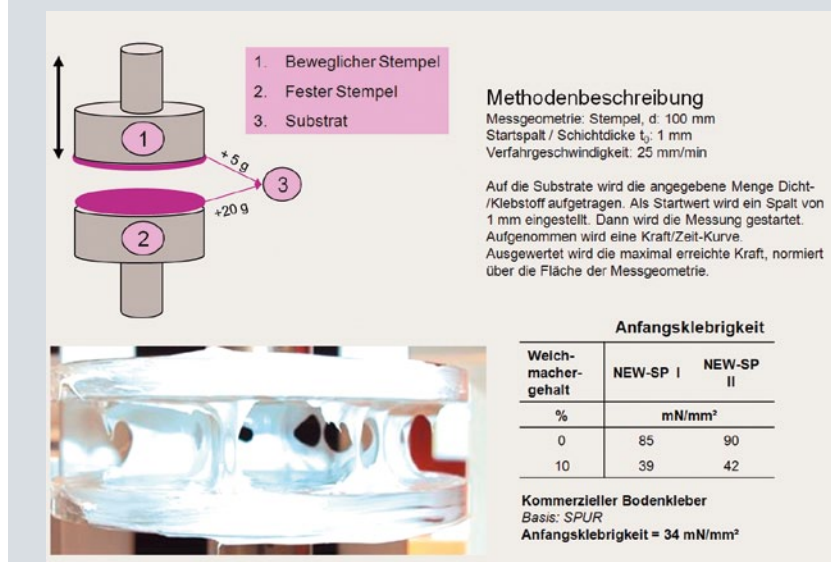 1. Beweglicher Stempel
2. Fester Stempel
3. Substrat
1
+ 5 g
3
+20 g
2
Methodenbeschreibung
Messgeometrie: Stempel, d: 100 mm
Startspalt / Schichtdicke t₀: 1 mm
Verfahrgeschwindigkeit: 25 mm/min
Auf die Substrate wird die angegebene Menge Dicht-
/Klebstoff aufgetragen. Als Startwert wird ein Spalt von
1 mm eingestellt. Dann wird die Messung gestartet.
Aufgenommen wird eine Kraft/Zeit-Kurve.
Ausgewertet wird die maximal erreichte Kraft, normiert
über die Fläche der Messgeometrie.
Anfangsklebrigkeit
Weich-
macher-
gehalt
NEW-SP I
NEW-SP
II
% mN/mm²
0 85 90
10 39 42
Kommerzieller Bodenkleber
Basis: SPUR
Anfangsklebrigkeit = 34 mN/mm²